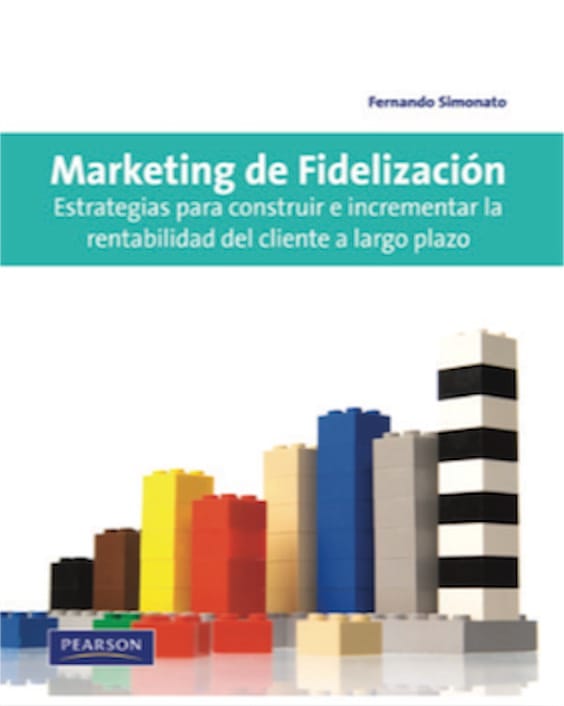 Fernando Simonato
Marketing de Fidelización
Estrategias para construir e incrementar la
rentabilidad del cliente a largo plazo
PEARSON